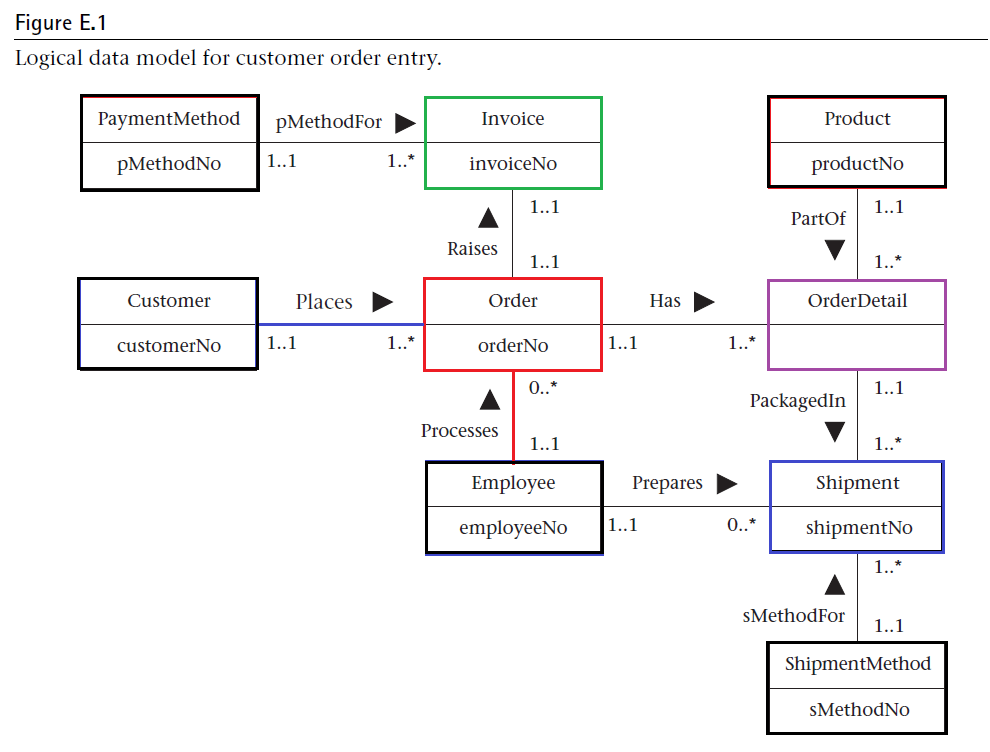 Figure E.1
Logical data model for customer order entry.
PaymentMethod pMethodFor Invoice Product
pMethodNo 1..1 1..* invoiceNo productNo
1..1 PartOf 1..1
Raises
1..1 1..*
Customer Places Order Has OrderDetail
customerNo 1..1 1..* orderNo 1..1 1..*
0..* PackagedIn 1..1
Processes
1..1 1..*
Employee Prepares Shipment
employeeNo 1..1 0..* shipmentNo
1..*
sMethodFor 1..1
ShipmentMethod
sMethodNo